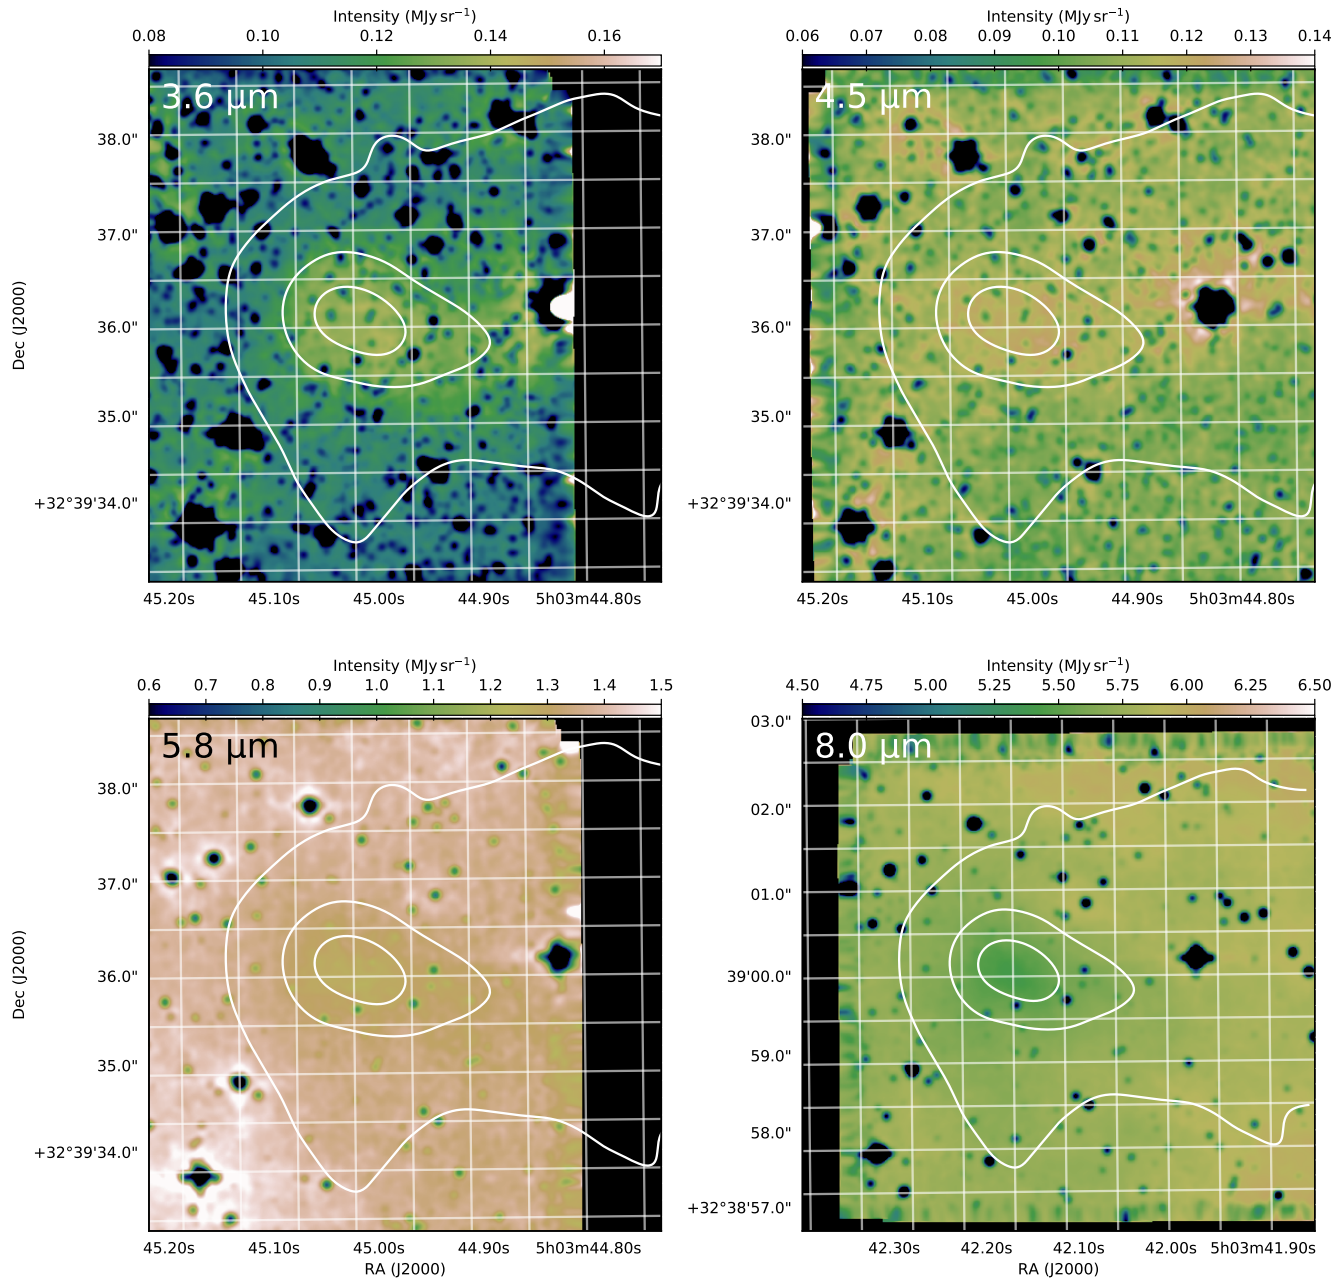 Intensity (MJy sr⁻¹)
0.08 0.10 0.12 0.14 0.16
3.6 µm
38.0"
37.0"
36.0"
35.0"
+32°39'34.0"
Dec (J2000)
45.20s 45.10s 45.00s 44.90s 5h03m44.80s
Intensity (MJy sr⁻¹)
0.06 0.07 0.08 0.09 0.10 0.11 0.12 0.13 0.14
4.5 µm
38.0"
37.0"
36.0"
35.0"
+32°39'34.0"
45.20s 45.10s 45.00s 44.90s 5h03m44.80s
Intensity (MJy sr⁻¹)
0.6 0.7 0.8 0.9 1.0 1.1 1.2 1.3 1.4 1.5
5.8 µm
38.0"
37.0"
36.0"
35.0"
+32°39'34.0"
Dec (J2000)
45.20s 45.10s 45.00s 44.90s 5h03m44.80s
RA (J2000)
Intensity (MJy sr⁻¹)
4.50 4.75 5.00 5.25 5.50 5.75 6.00 6.25 6.50
8.0 µm
03.0"
02.0"
01.0"
39'00.0"
59.0"
58.0"
+32°38'57.0"
42.30s 42.20s 42.10s 42.00s 5h03m41.90s
RA (J2000)